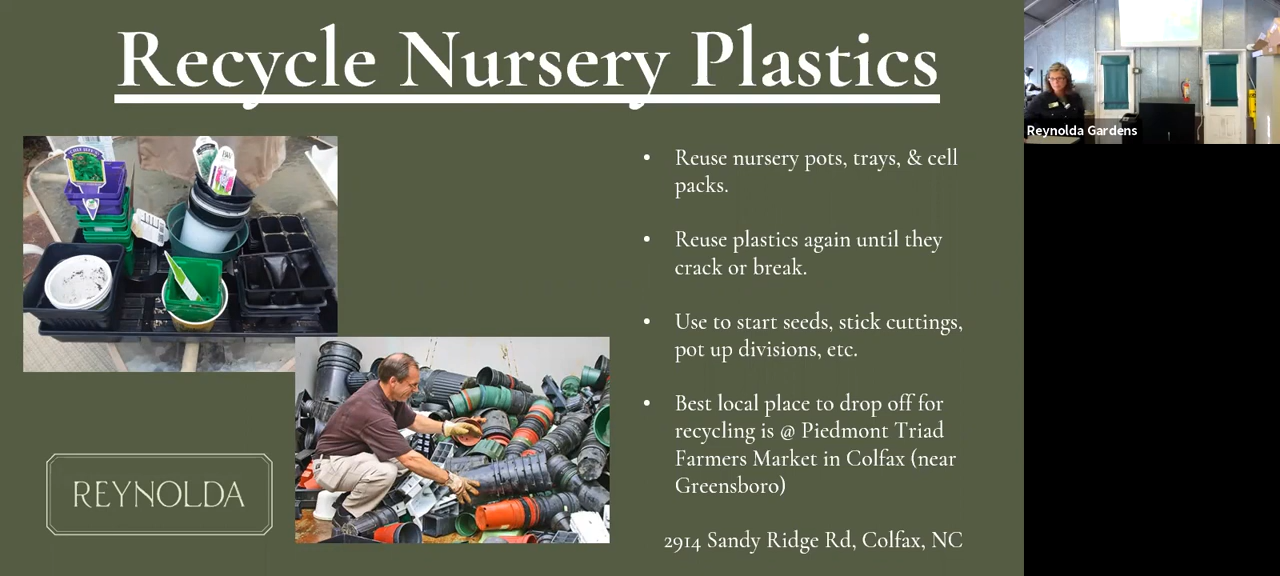 Recycle Nursery Plastics
Reynolda Gardens
• Reuse nursery pots, trays, & cell
packs.
• Reuse plastics again until they
crack or break.
• Use to start seeds, stick cuttings,
pot up divisions, etc.
• Best local place to drop off for
recycling is @ Piedmont Triad
Farmers Market in Colfax (near
Greensboro)
2914 Sandy Ridge Rd, Colfax, NC
REYNOLDA